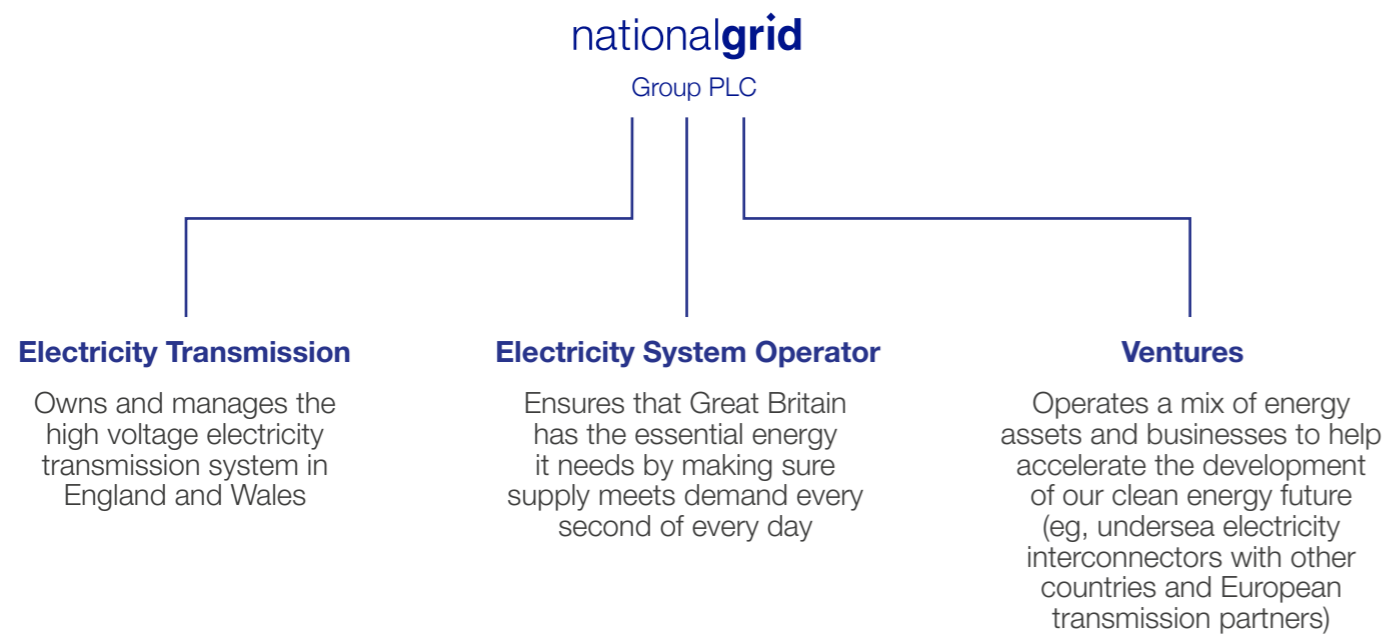 nationalgrid
Group PLC
Electricity Transmission
Owns and manages the
high voltage electricity
transmission system in
England and Wales
Electricity System Operator
Ensures that Great Britain
has the essential energy
it needs by making sure
supply meets demand every
second of every day
Ventures
Operates a mix of energy
assets and businesses to help
accelerate the development
of our clean energy future
(eg, undersea electricity
interconnectors with other
countries and European
transmission partners)